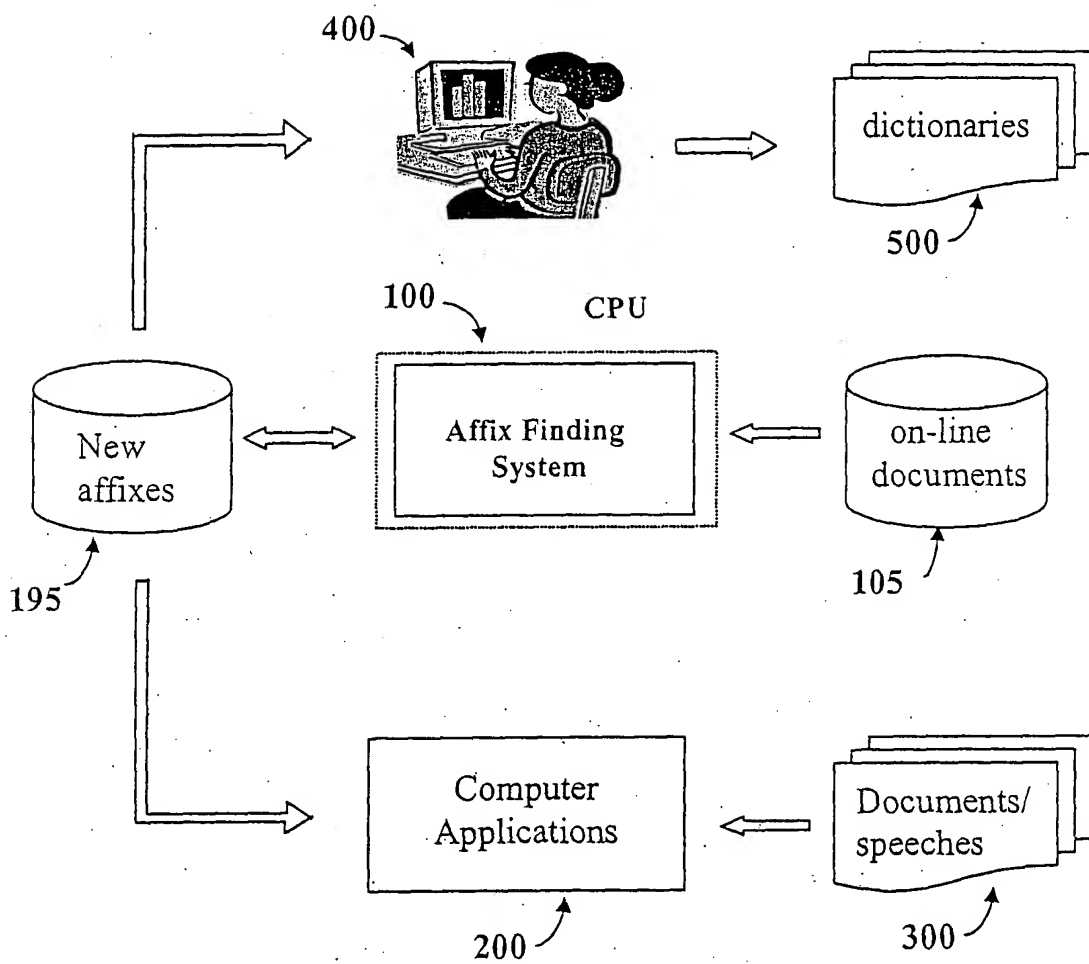 400
dictionaries
500
100
CPU
New
affixes
Affix Finding
System
on-line
documents
195
105
Computer
Applications
Documents/
speeches
200
300